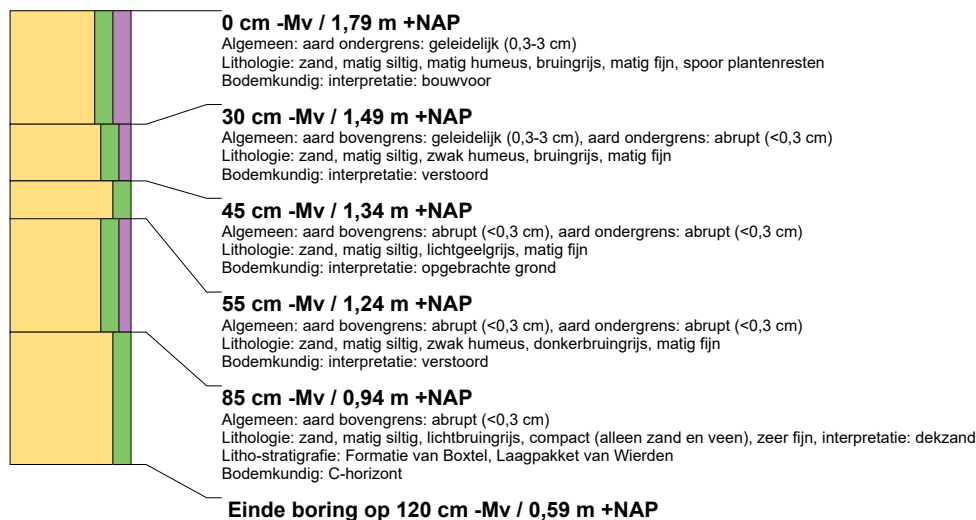 0 cm -Mv / 1,79 m +NAP
Algemeen: aard ondergrens: geleidelijk (0,3-3 cm)
Lithologie: zand, matig siltig, matig humeus, bruingrijs, matig fijn, spoor plantenresten
Bodemkundig: interpretatie: bouwvoor
30 cm -Mv / 1,49 m +NAP
Algemeen: aard bovengrens: geleidelijk (0,3-3 cm), aard ondergrens: abrupt (<0,3 cm)
Lithologie: zand, matig siltig, zwak humeus, bruingrijs, matig fijn
Bodemkundig: interpretatie: verstoord
45 cm -Mv / 1,34 m +NAP
Algemeen: aard bovengrens: abrupt (<0,3 cm), aard ondergrens: abrupt (<0,3 cm)
Lithologie: zand, matig siltig, lichtgeelgrijs, matig fijn
Bodemkundig: interpretatie: opgebrachte grond
55 cm -Mv / 1,24 m +NAP
Algemeen: aard bovengrens: abrupt (<0,3 cm), aard ondergrens: abrupt (<0,3 cm)
Lithologie: zand, matig siltig, zwak humeus, donkerbruingrijs, matig fijn
Bodemkundig: interpretatie: verstoord
85 cm -Mv / 0,94 m +NAP
Algemeen: aard bovengrens: abrupt (<0,3 cm)
Lithologie: zand, matig siltig, lichtbruingrijs, compact (alleen zand en veen), zeer fijn, interpretatie: dekzand
Litho-stratigrafie: Formatie van Boxtel, Laagpakket van Wierden
Bodemkundig: C-horizont
Einde boring op 120 cm -Mv / 0,59 m +NAP